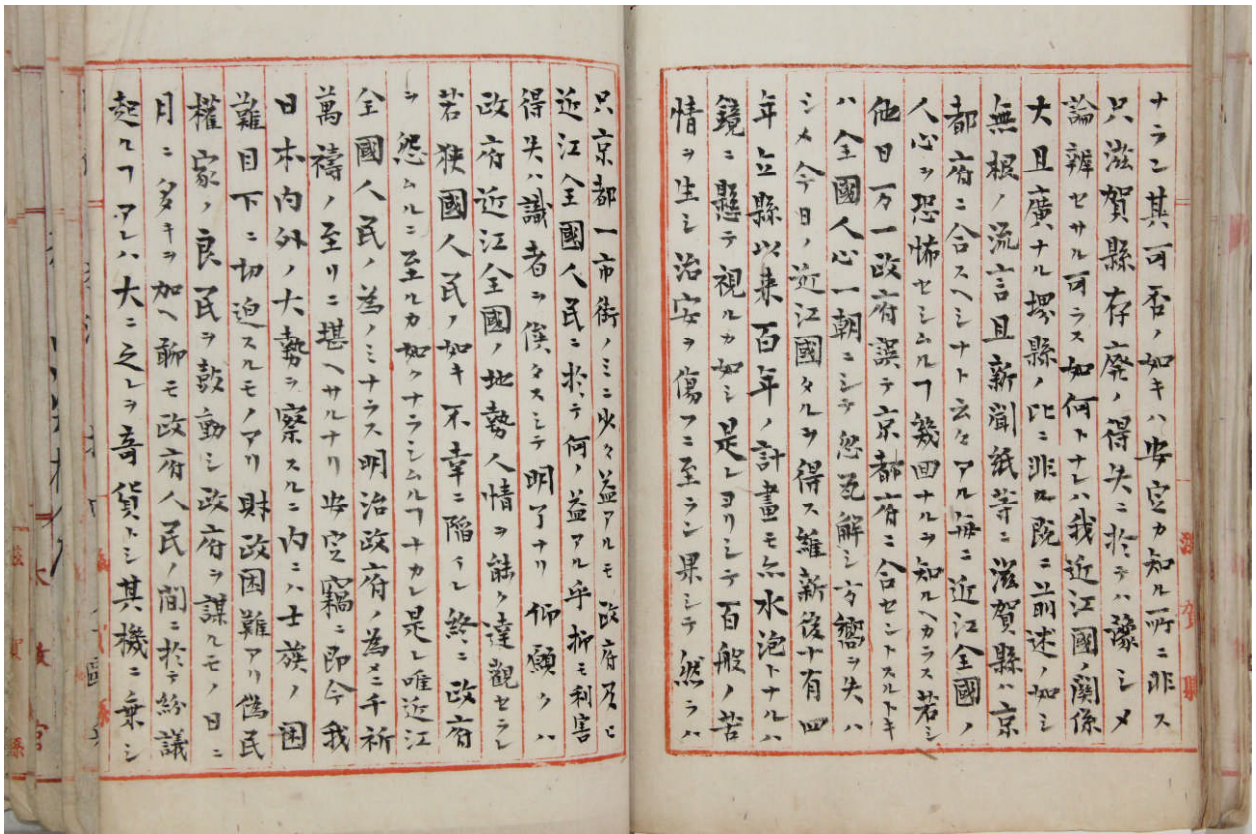 ナラン其可否ノ如キハ安定カ知ル所ニ非ス
只滋賀縣存廃ノ得失ニ於テハ豫シメ
論辨セサル可ラス如何トナレハ我近江國ノ関係
大且廣ナル堺縣ノ比ニ非ル既ニ前述ノ如シ
無根ノ流言且新聞紙等ニ滋賀縣ハ京
都府ニ合スヘシナト云々アル毎ニ近江全國ノ
人心ヲ恐怖セシムルヿ幾回ナルヲ知ルヘカラス若シ
他日万一政府誤テ京都府ニ合セントスルトキ
ハ全國人心一朝ニシテ忽瓦解シ方嚮ヲ失ハ
シメ今日ノ近江國タルヲ得ス維新後十有四
年立縣以来百年ノ計畫モ亦水泡トナルハ
鏡ニ懸テ視ルカ如シ是レヨリシテ百般ノ苦
情ヲ生シ治安ヲ傷フニ至ラン果シテ然ラハ
只京都一市街ノミニ少々益アルモ政府及ヒ
近江全國人民ニ於テ何ノ益アル乎抑モ利害
得失ハ識者ヲ俟タスシテ明了ナリ仰願クハ
政府近江全國ノ地勢人情ヲ能ク達觀セラレ
若狭國人民ノ如キ不幸ニ陥イレ終ニ政府
ヲ怨ムルニ至ルカ如クナラシムルヿナカレ是レ唯近江
全國人民ノ為ノミナラス明治政府ノ為メニ千祈
萬禱ノ至リニ堪ヘサルナリ安定竊ニ即今我
日本内外ノ大勢ヲ察スルニ内ニハ士族ノ困
難目下ニ切迫スルモノアリ財政困難アリ偽民
權家ノ良民ヲ鼓動シ政府ヲ謀ルモノ日ニ
月ニ多キヲ加ヘ聊モ政府人民ノ間ニ於テ紛議
起ルヿアレハ大ニ之レヲ奇貨トシ其機ニ乗シ
滋賀縣